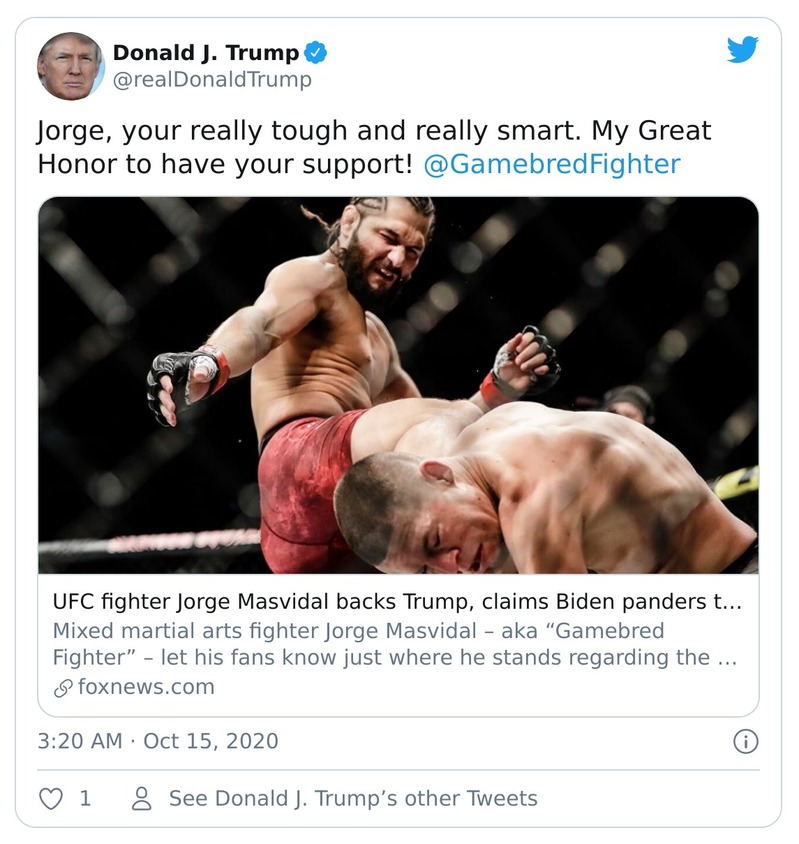 Donald J. Trump
@realDonaldTrump
Jorge, your really tough and really smart. My Great
Honor to have your support! @GamebredFighter
UFC fighter Jorge Masvidal backs Trump, claims Biden panders t…
Mixed martial arts fighter Jorge Masvidal – aka “Gamebred
Fighter” – let his fans know just where he stands regarding the …
foxnews.com
3:20 AM · Oct 15, 2020
1
See Donald J. Trump’s other Tweets